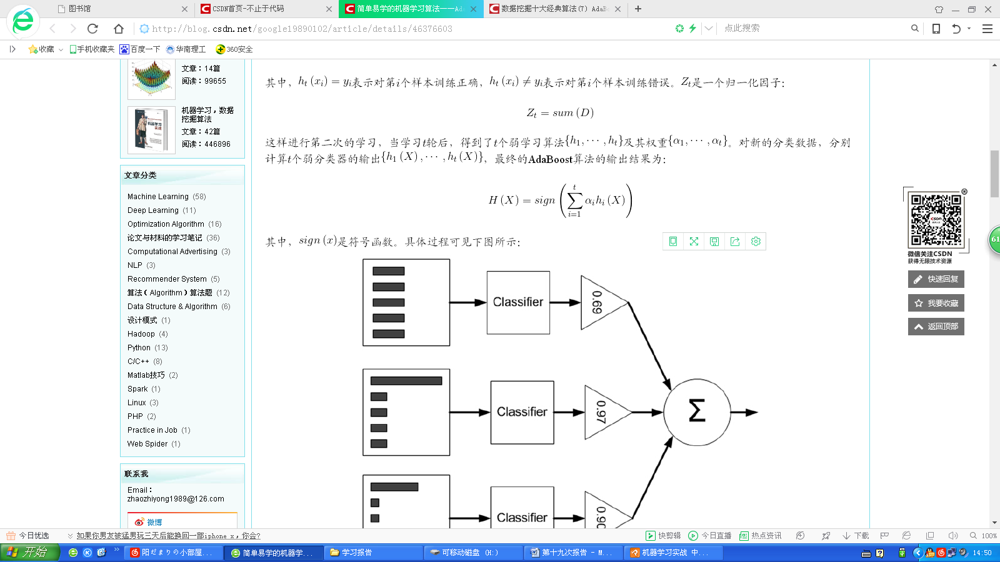 图书馆
CSDN首页-不止于代码
简单易学的机器学习算法——Ada
数据挖掘十大经典算法(7) AdaB
http://blog.csdn.net/google19890102/article/details/46376603
点此搜索
收藏
手机收藏夹
百度一下
华南理工
360安全
文章：14篇
阅读：99655
机器学习，数据
挖掘算法
文章：42篇
阅读：446896
文章分类
Machine Learning (58)
Deep Learning (11)
Optimization Algorithm (16)
论文与材料的学习笔记 (36)
Computational Advertising (3)
NLP (3)
Recommender System (5)
算法（Algorithm）算法题 (12)
Data Structure & Algorithm (6)
设计模式 (1)
Hadoop (4)
Python (13)
C/C++ (8)
Matlab技巧 (2)
Spark (1)
Linux (3)
PHP (2)
Practice in Job (1)
Web Spider (1)
联系我
Email：
zhaozhiyong1989@126.com
微博
其中，h_t (x_i) = y_i表示对第i个样本训练正确，h_t (x_i) ≠ y_i表示对第i个样本训练错误。Z_t是一个归一化因子：
Z_t = sum (D)
这样进行第二次的学习，当学习t轮后，得到了t个弱学习算法{h_1, ··· , h_t}及其权重{α_1, ··· , α_t}。对新的分类数据，分别
计算t个弱分类器的输出{h_1 (X) , ··· , h_t (X)}，最终的AdaBoost算法的输出结果为：
H (X) = sign ( ∑_{i=1}^{t} α_i h_i (X) )
其中，sign (x)是符号函数。具体过程可见下图所示：
Classifier
0.69
Classifier
0.97
Σ
Classifier
0.90
CSDN
微信关注CSDN
获得无限技术资源
快速回复
我要收藏
返回顶部
61
今日优选
如果你男友被猛男玩三天后能换回一部iphone x，你会?
快剪辑
今日直播
热点资讯
下载
100%
开始
阳だまりの小部屋...
简单易学的机器学...
学习报告
可移动磁盘 (H:)
第十九次报告 - M...
机器学习实战 中...
14:50